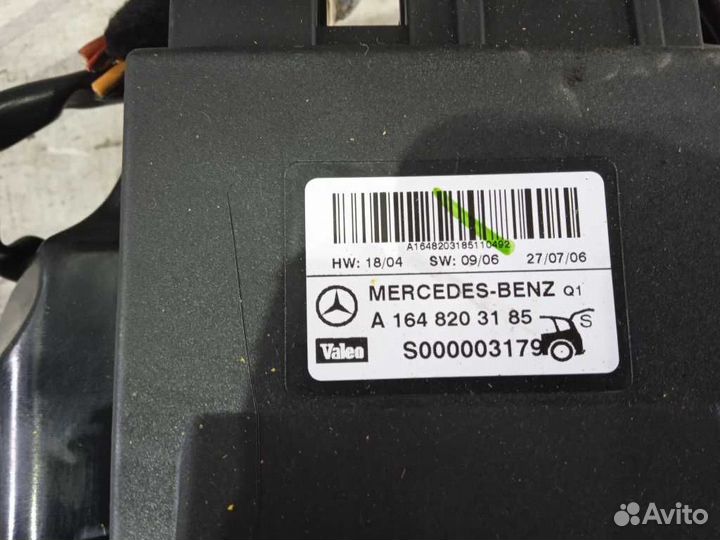 A1648203185110492
HW: 18/04 SW: 09/06 27/07/06
MERCEDES-BENZ Q1
A 164 820 31 85
S
Valeo S000003179
Avito